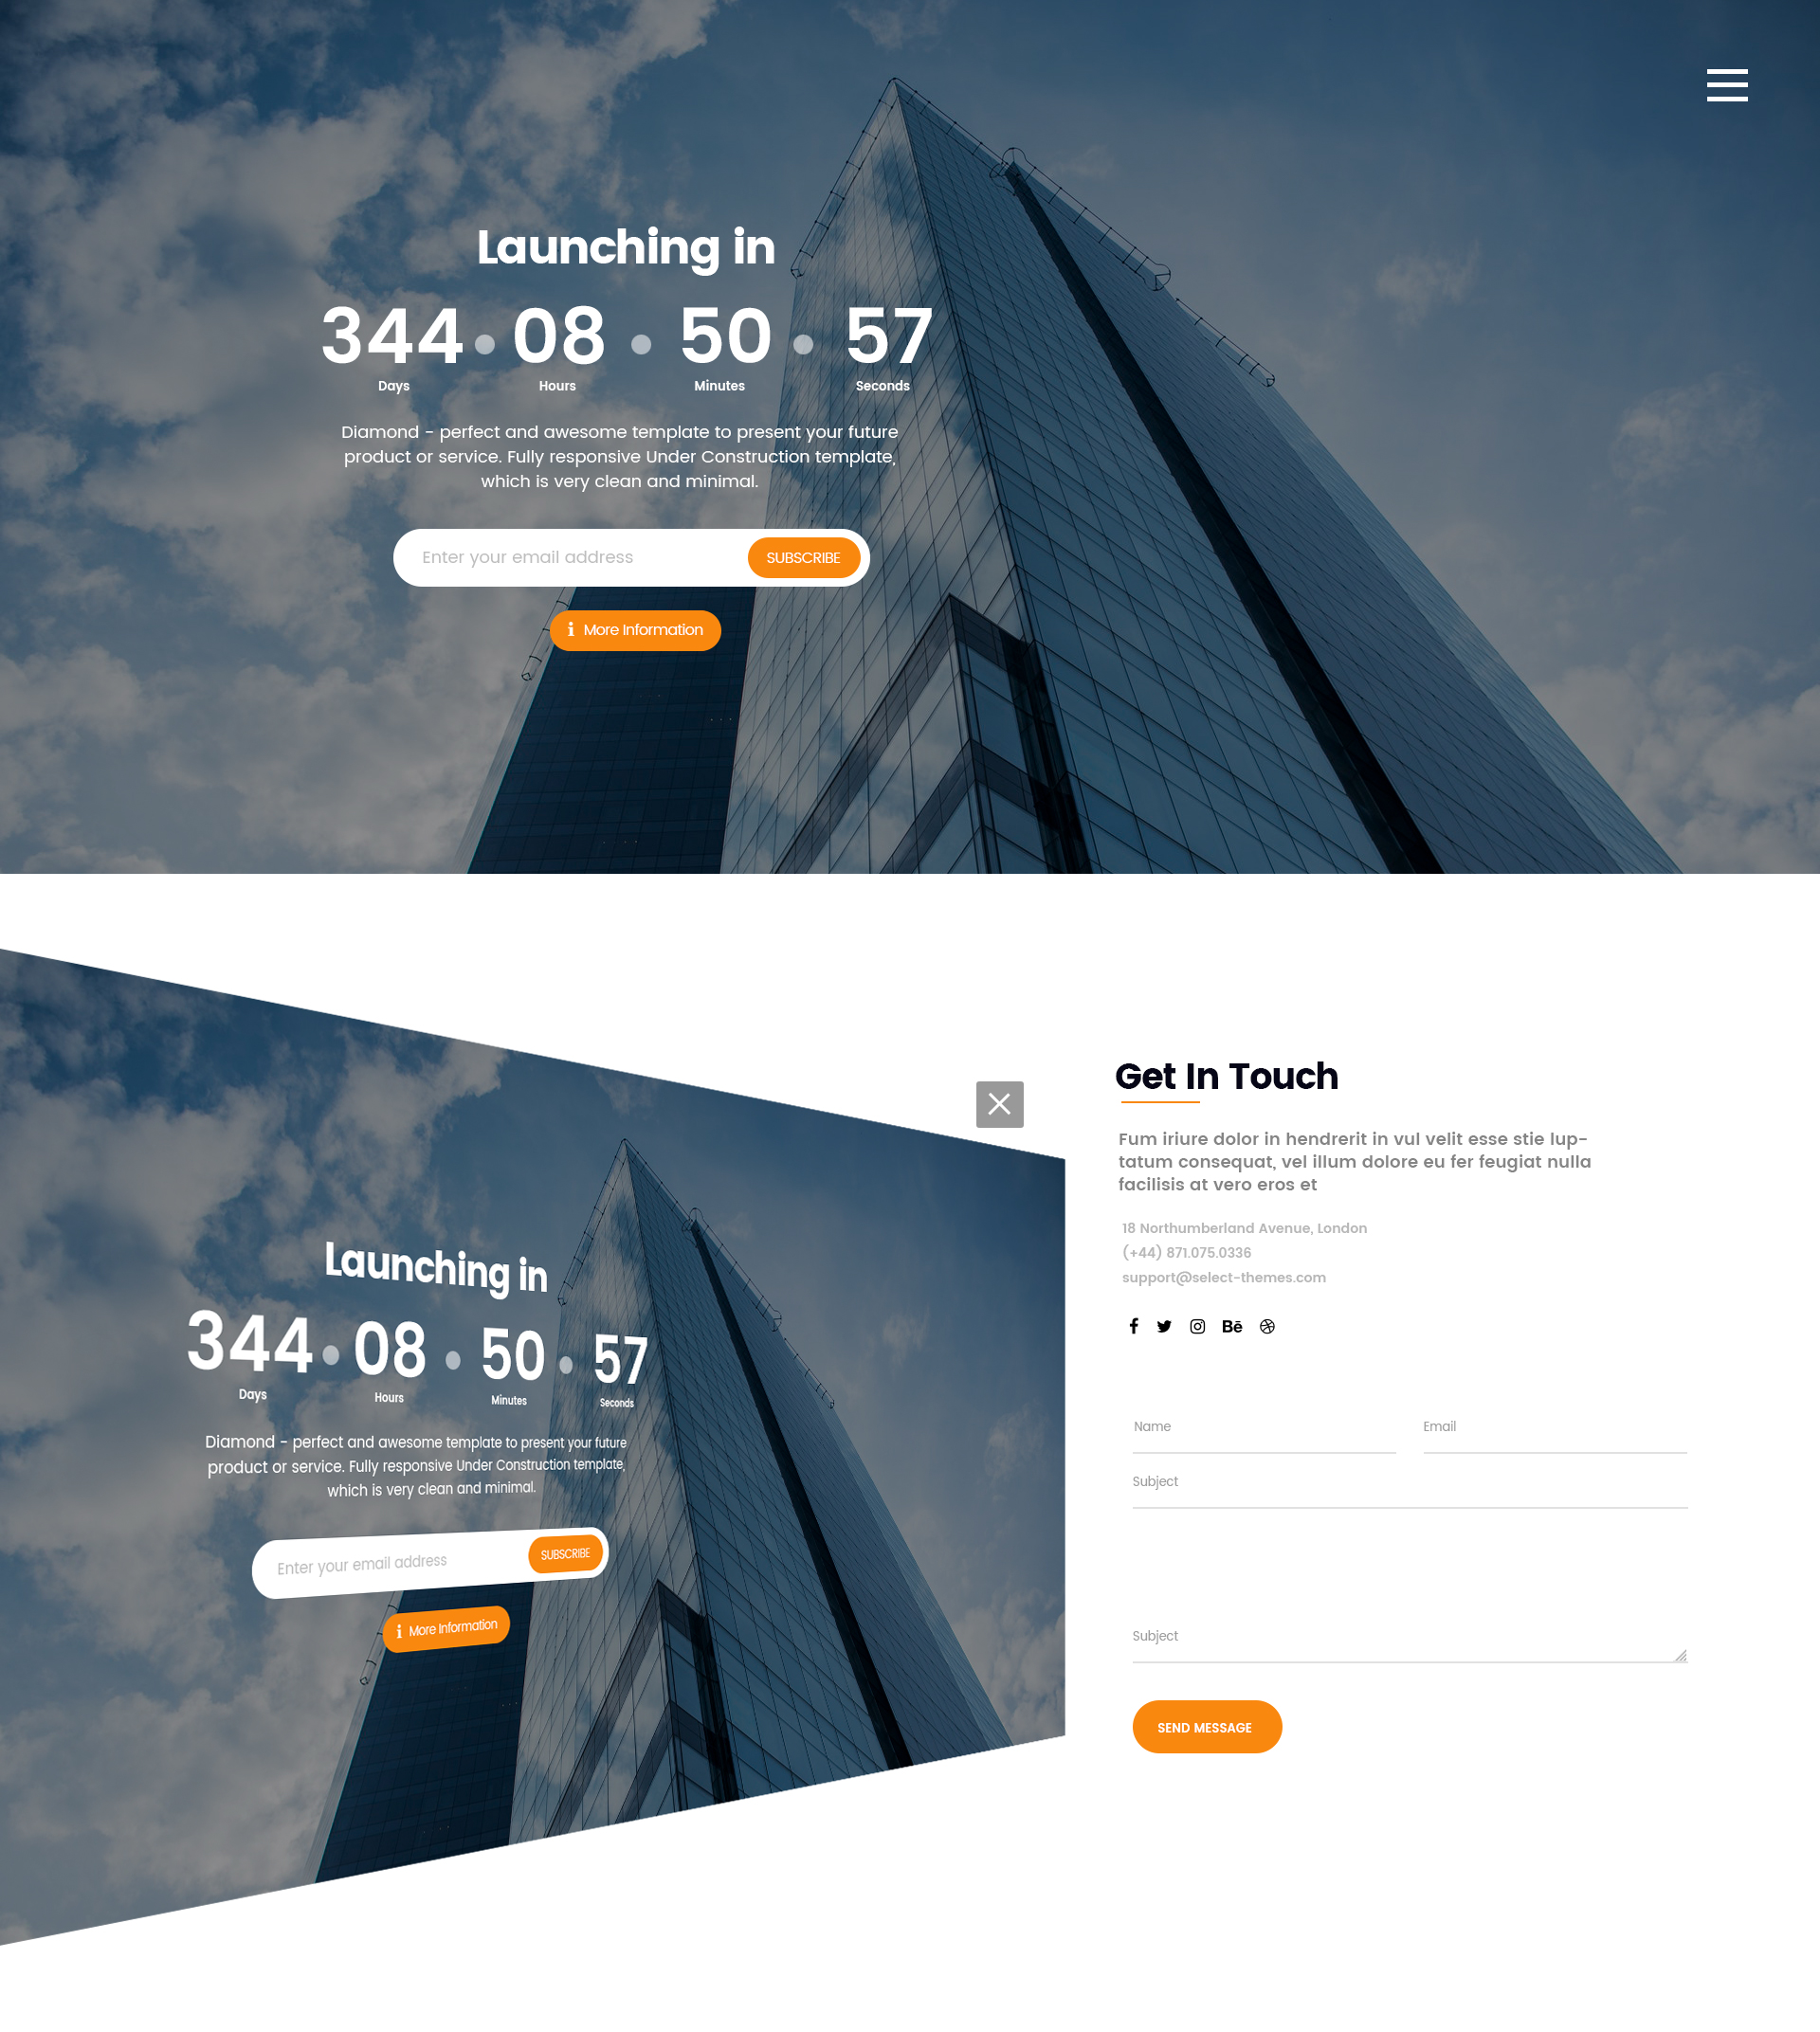 Launching in
344 08 50 57
Days Hours Minutes Seconds
Diamond - perfect and awesome template to present your future
product or service. Fully responsive Under Construction template,
which is very clean and minimal.
Enter your email address SUBSCRIBE
i More Information
Launching in
344 08 50 57
Days Hours Minutes Seconds
Diamond - perfect and awesome template to present your future
product or service. Fully responsive Under Construction template,
which is very clean and minimal.
Enter your email address SUBSCRIBE
i More Information
Get In Touch
Fum iriure dolor in hendrerit in vul velit esse stie lup-
tatum consequat, vel illum dolore eu fer feugiat nulla
facilisis at vero eros et
18 Northumberland Avenue, London
(+44) 871.075.0336
support@select-themes.com
Bē
Name Email
Subject
Subject
SEND MESSAGE